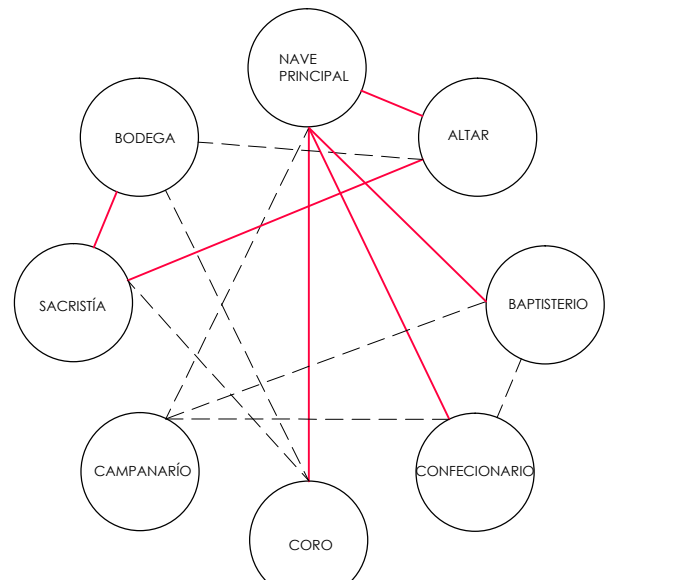 NAVE
PRINCIPAL
BODEGA
ALTAR
SACRISTÍA
BAPTISTERIO
CAMPANARÍO
CONFECIONARIO
CORO